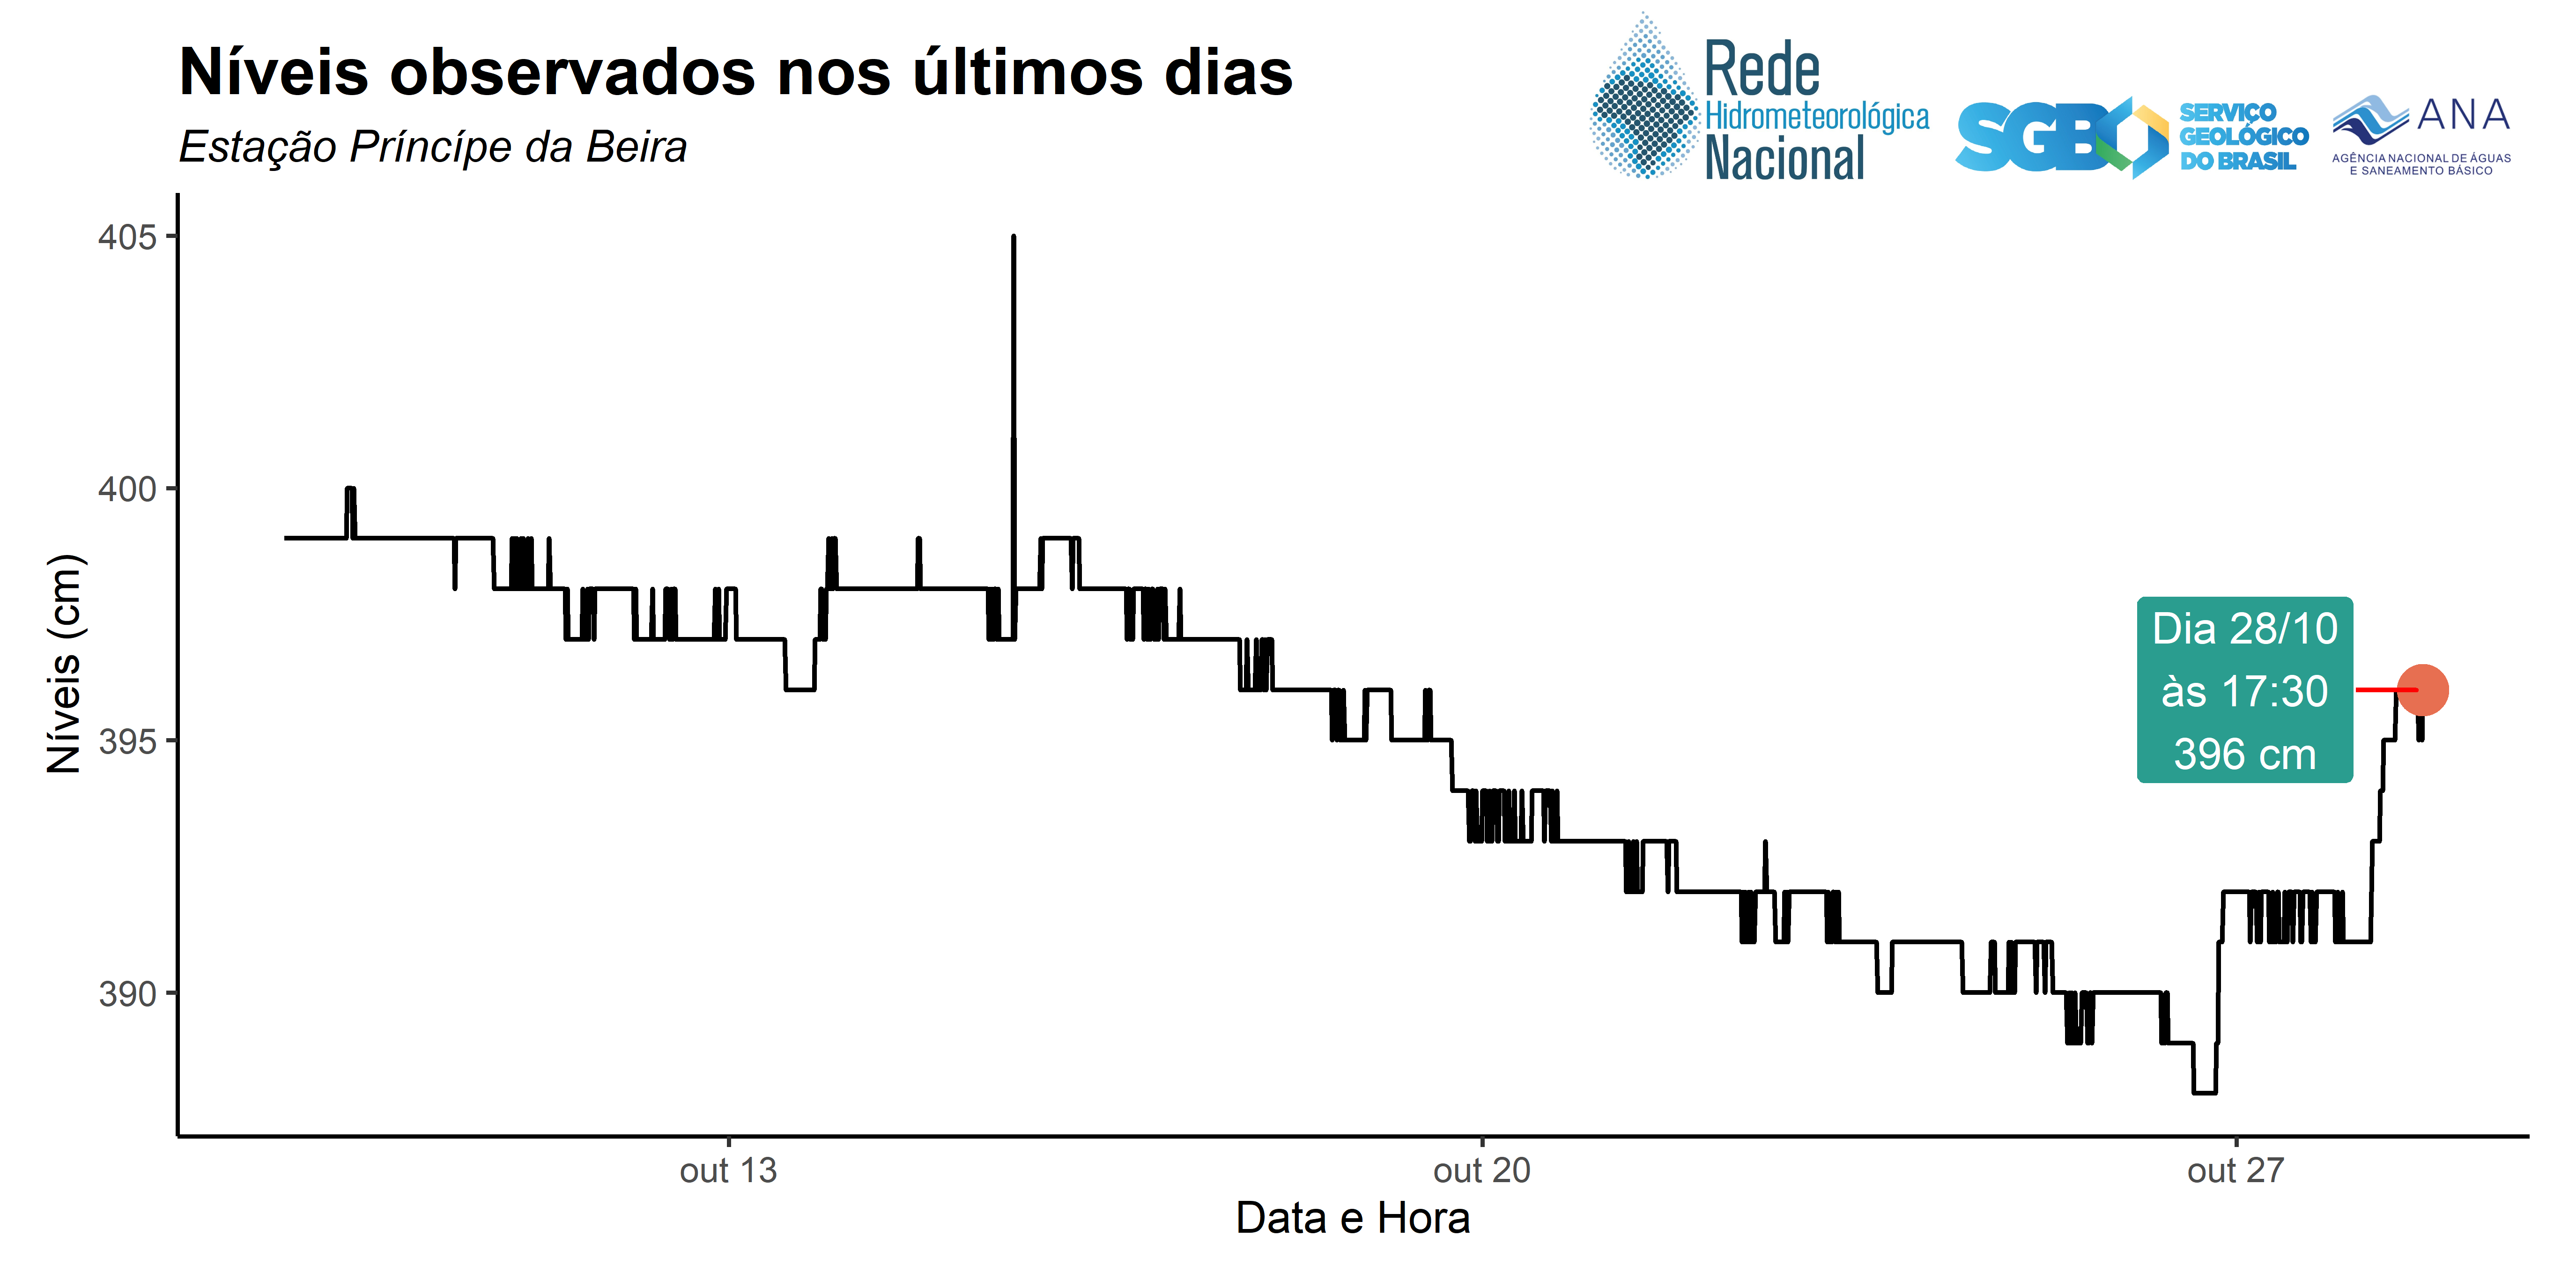 Níveis observados nos últimos dias
Estação Príncípe da Beira
Rede
Hidrometeorológica
Nacional
SGB
SERVIÇO
GEOLÓGICO
DO BRASIL
ANA
AGÊNCIA NACIONAL DE ÁGUAS
E SANEAMENTO BÁSICO
405
400
395
390
Níveis (cm)
Dia 28/10
às 17:30
396 cm
out 13
out 20
out 27
Data e Hora